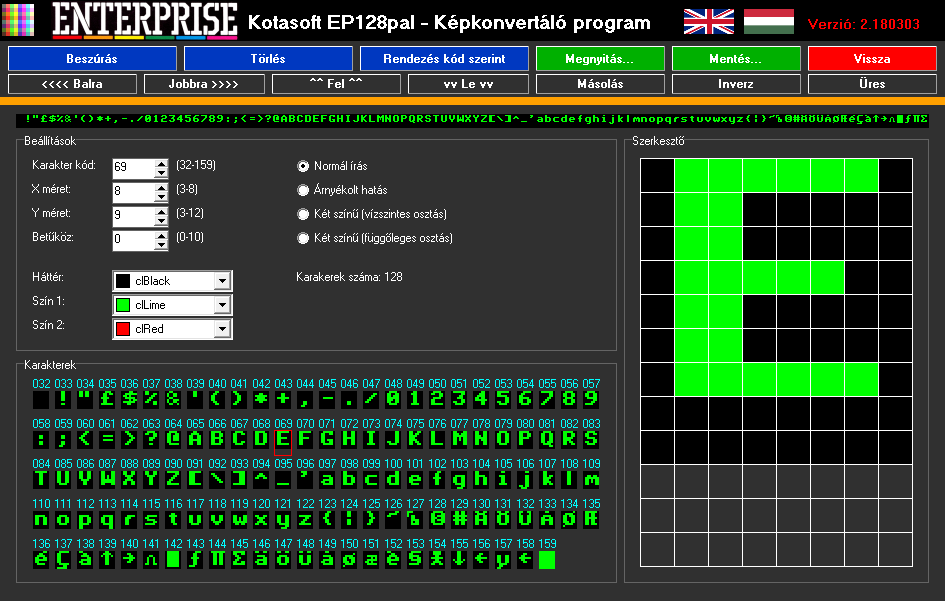 ENTERPRISE Kotasoft EP128pal - Képkonvertáló program Verzió: 2.180303
Beszúrás Törlés Rendezés kód szerint Megnyitás... Mentés... Vissza
<<<< Balra Jobbra >>>> ^^ Fel ^^ vv Le vv Másolás Inverz Üres
!"£$%&'()*+,-./0123456789:;<=>?@ABCDEFGHIJKLMNOPQRSTUVWXYZ[\]^_'abcdefghijklmnopqrstuvwxyz
Beállítások
Karakter kód: 69 (32-159)
X méret: 8 (3-8)
Y méret: 9 (3-12)
Betűköz: 0 (0-10)
Normál írás
Árnyékolt hatás
Két színű (vízszintes osztás)
Két színű (függőleges osztás)
Háttér: clBlack
Szín 1: clLime
Szín 2: clRed
Karakerek száma: 128
Szerkesztő
Karakterek
032 033 034 035 036 037 038 039 040 041 042 043 044 045 046 047 048 049 050 051 052 053 054 055 056 057
! " £ $ % & ' ( ) * + , - . / 0 1 2 3 4 5 6 7 8 9
058 059 060 061 062 063 064 065 066 067 068 069 070 071 072 073 074 075 076 077 078 079 080 081 082 083
: ; < = > ? @ A B C D E F G H I J K L M N O P Q R S
084 085 086 087 088 089 090 091 092 093 094 095 096 097 098 099 100 101 102 103 104 105 106 107 108 109
T U V W X Y Z [ \ ] ^ _ ' a b c d e f g h i j k l m
110 111 112 113 114 115 116 117 118 119 120 121 122 123 124 125 126 127 128 129 130 131 132 133 134 135
n o p q r s t u v w x y z { ¦ }
136 137 138 139 140 141 142 143 144 145 146 147 148 149 150 151 152 153 154 155 156 157 158 159
é Ç à ↑ →